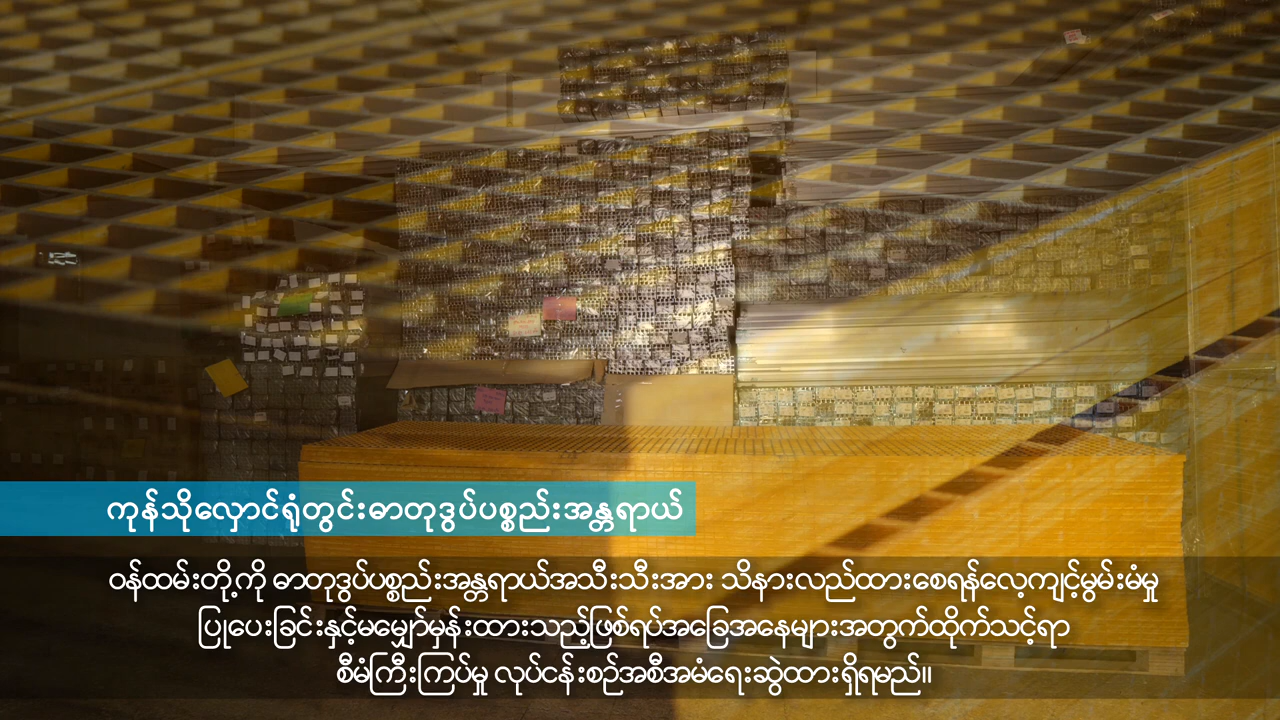 ကုန်သိုလှောင်ရုံတွင်းဓာတုဒွပ်ပစ္စည်းအန္တရာယ်
ဝန်ထမ်းတို့ကို ဓာတုဒွပ်ပစ္စည်းအန္တရာယ်အသီးသီးအား သိနားလည်ထားစေရန်လေ့ကျင့်မွမ်းမံမှု
ပြုပေးခြင်းနှင့်မမျှော်မှန်းထားသည့်ဖြစ်ရပ်အခြေအနေများအတွက်ထိုက်သင့်ရာ
စီမံကြီးကြပ်မှု လုပ်ငန်းစဉ်အစီအမံရေးဆွဲထားရှိရမည်။